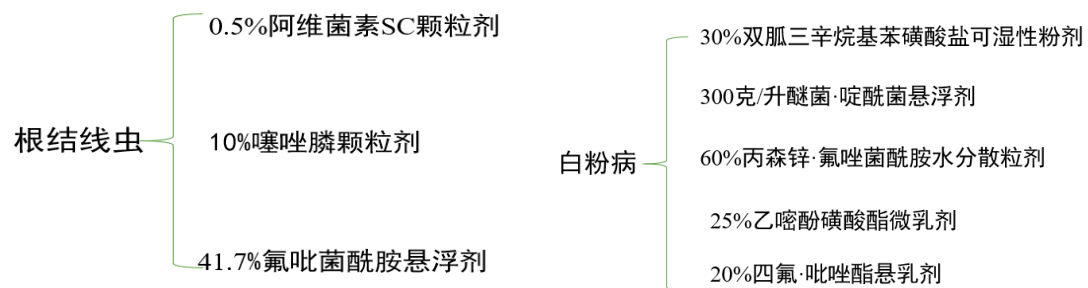 根结线虫
0.5%阿维菌素SC颗粒剂
10%噻唑膦颗粒剂
41.7%氟吡菌酰胺悬浮剂
白粉病
30%双胍三辛烷基苯磺酸盐可湿性粉剂
300克/升醚菌·啶酰菌悬浮剂
60%丙森锌·氟唑菌酰胺水分散粒剂
25%乙嘧酚磺酸酯微乳剂
20%四氟·吡唑酯悬乳剂